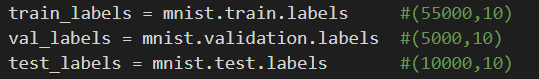 train_labels = mnist.train.labels      #(55000,10)
val_labels = mnist.validation.labels  #(5000,10)
test_labels = mnist.test.labels        #(10000,10)